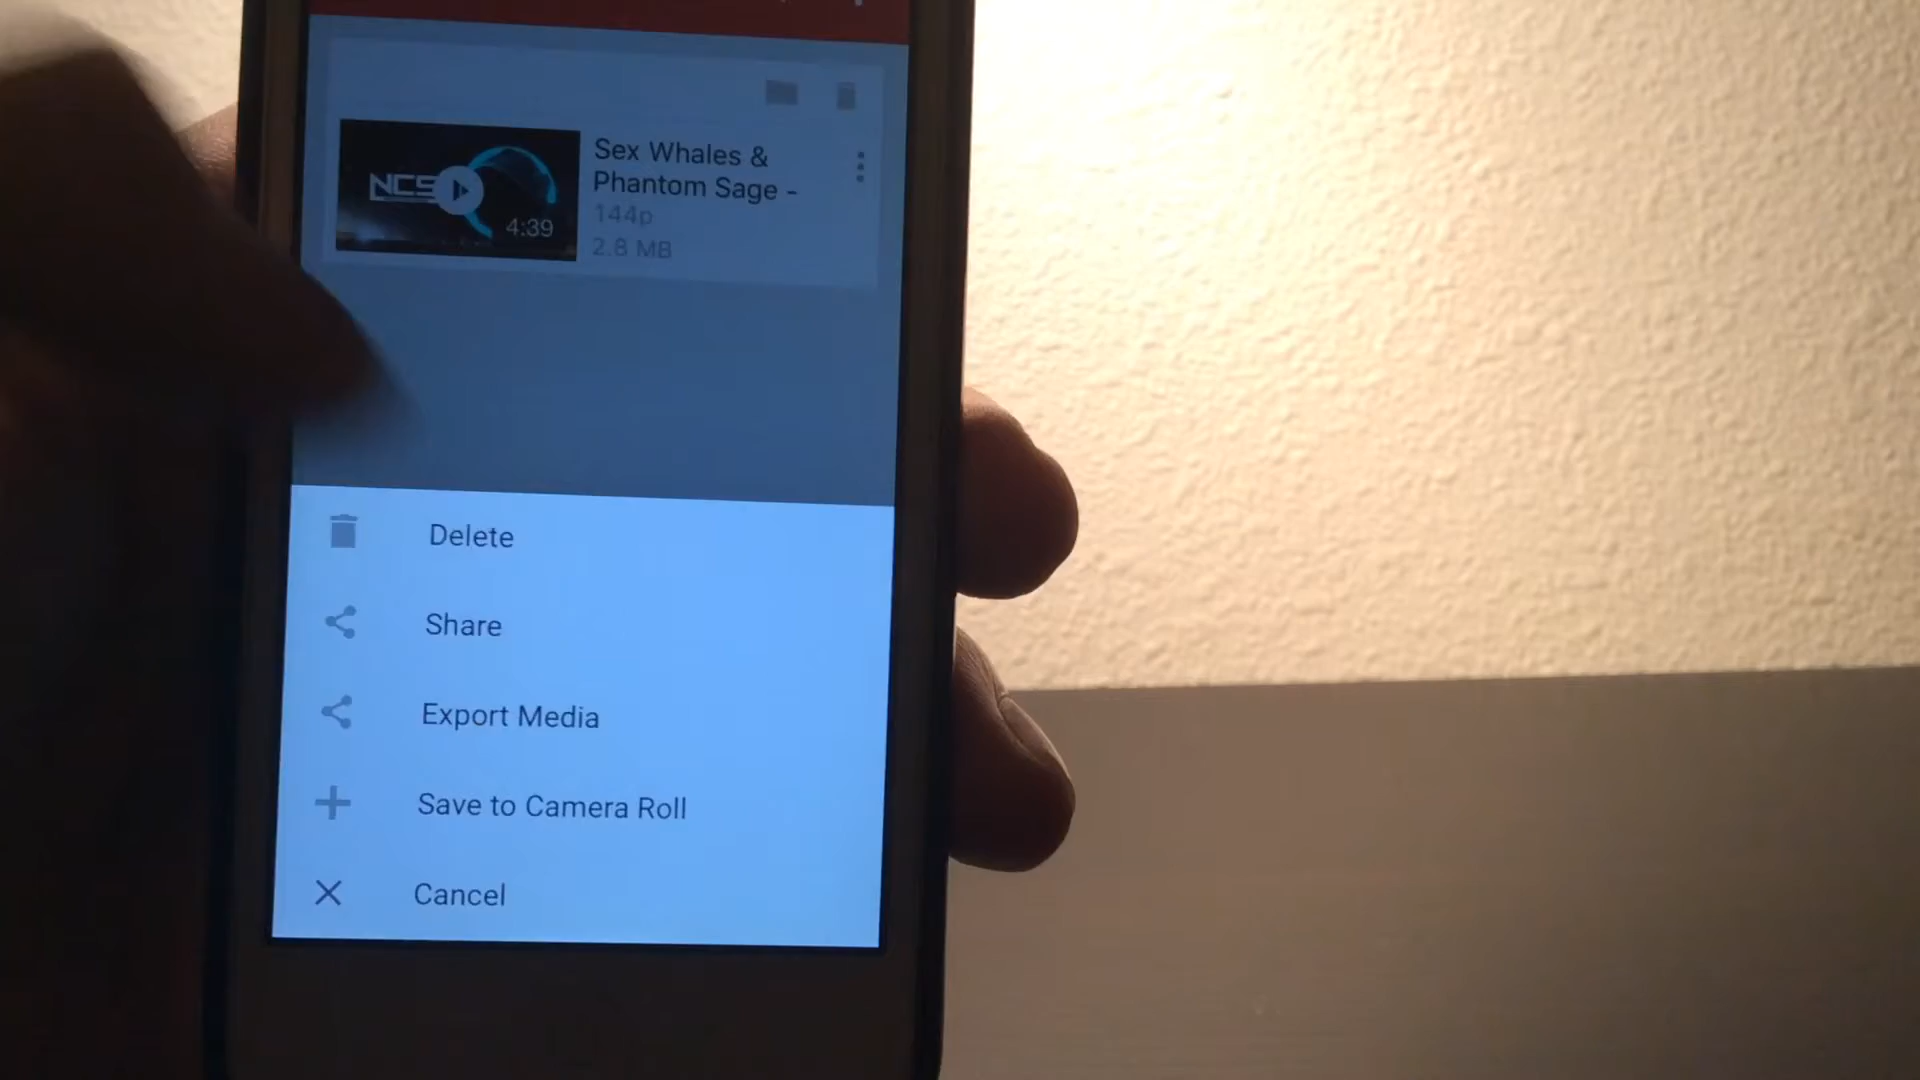 NCS
4:39
Sex Whales &
Phantom Sage -
144p
2.8 MB
Delete
Share
Export Media
Save to Camera Roll
Cancel